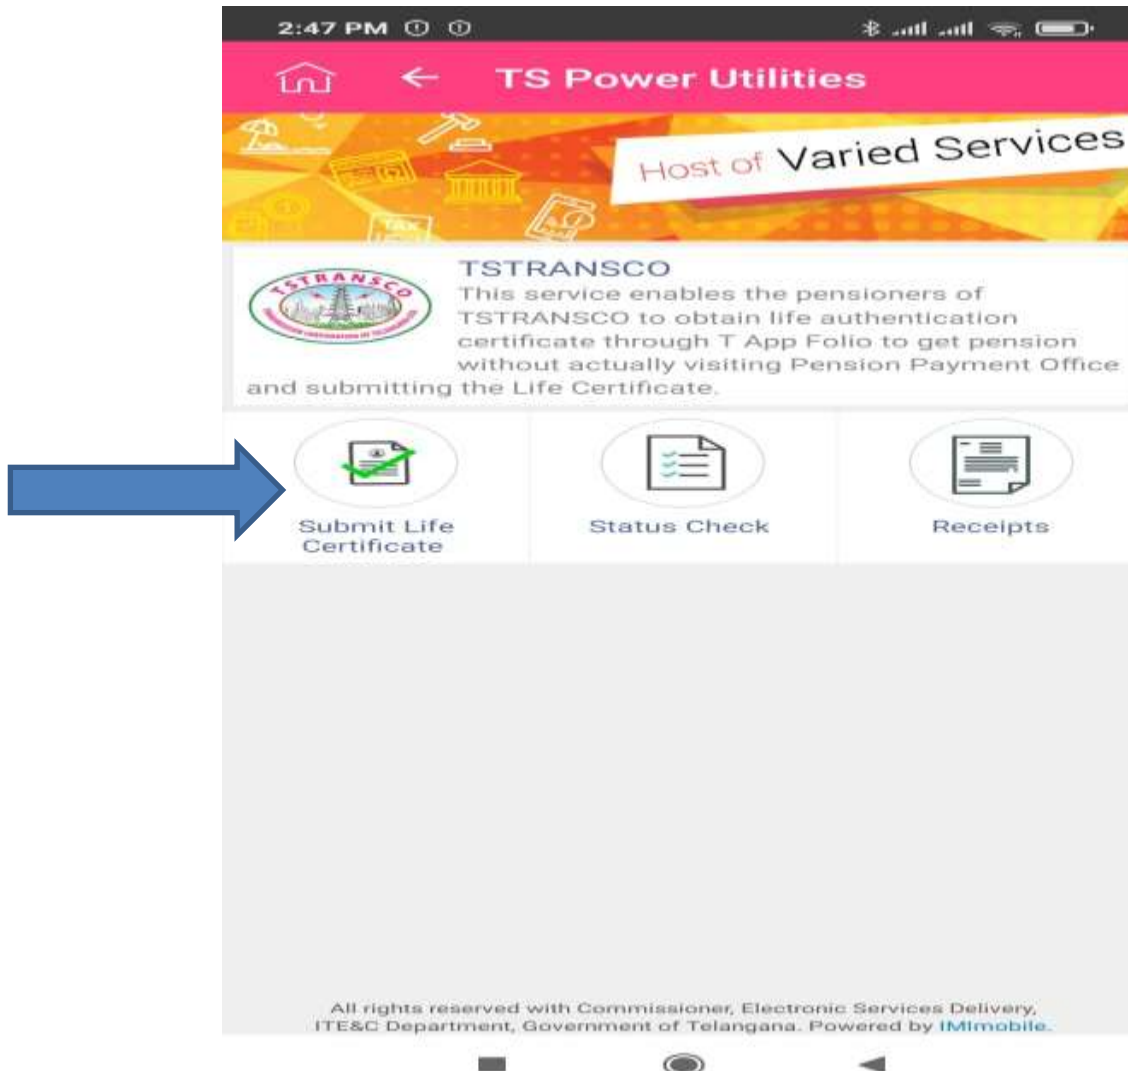 2:47 PM
TS Power Utilities
Host of Varied Services
TSTRANSCO
TSTRANSCO
This service enables the pensioners of
TSTRANSCO to obtain life authentication
certificate through T App Folio to get pension
without actually visiting Pension Payment Office
and submitting the Life Certificate.
Submit Life
Certificate
Status Check
Receipts
All rights reserved with Commissioner, Electronic Services Delivery,
ITE&C Department, Government of Telangana. Powered by IMImobile.